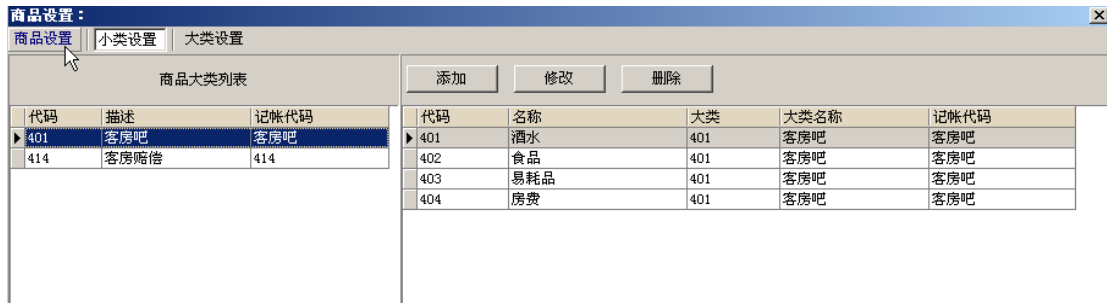 商品设置：
商品设置 小类设置 大类设置
商品大类列表
代码 描述 记帐代码
401 客房吧 客房吧
414 客房赔偿 414
添加 修改 删除
代码 名称 大类 大类名称 记帐代码
401 酒水 401 客房吧 客房吧
402 食品 401 客房吧 客房吧
403 易耗品 401 客房吧 客房吧
404 房费 401 客房吧 客房吧